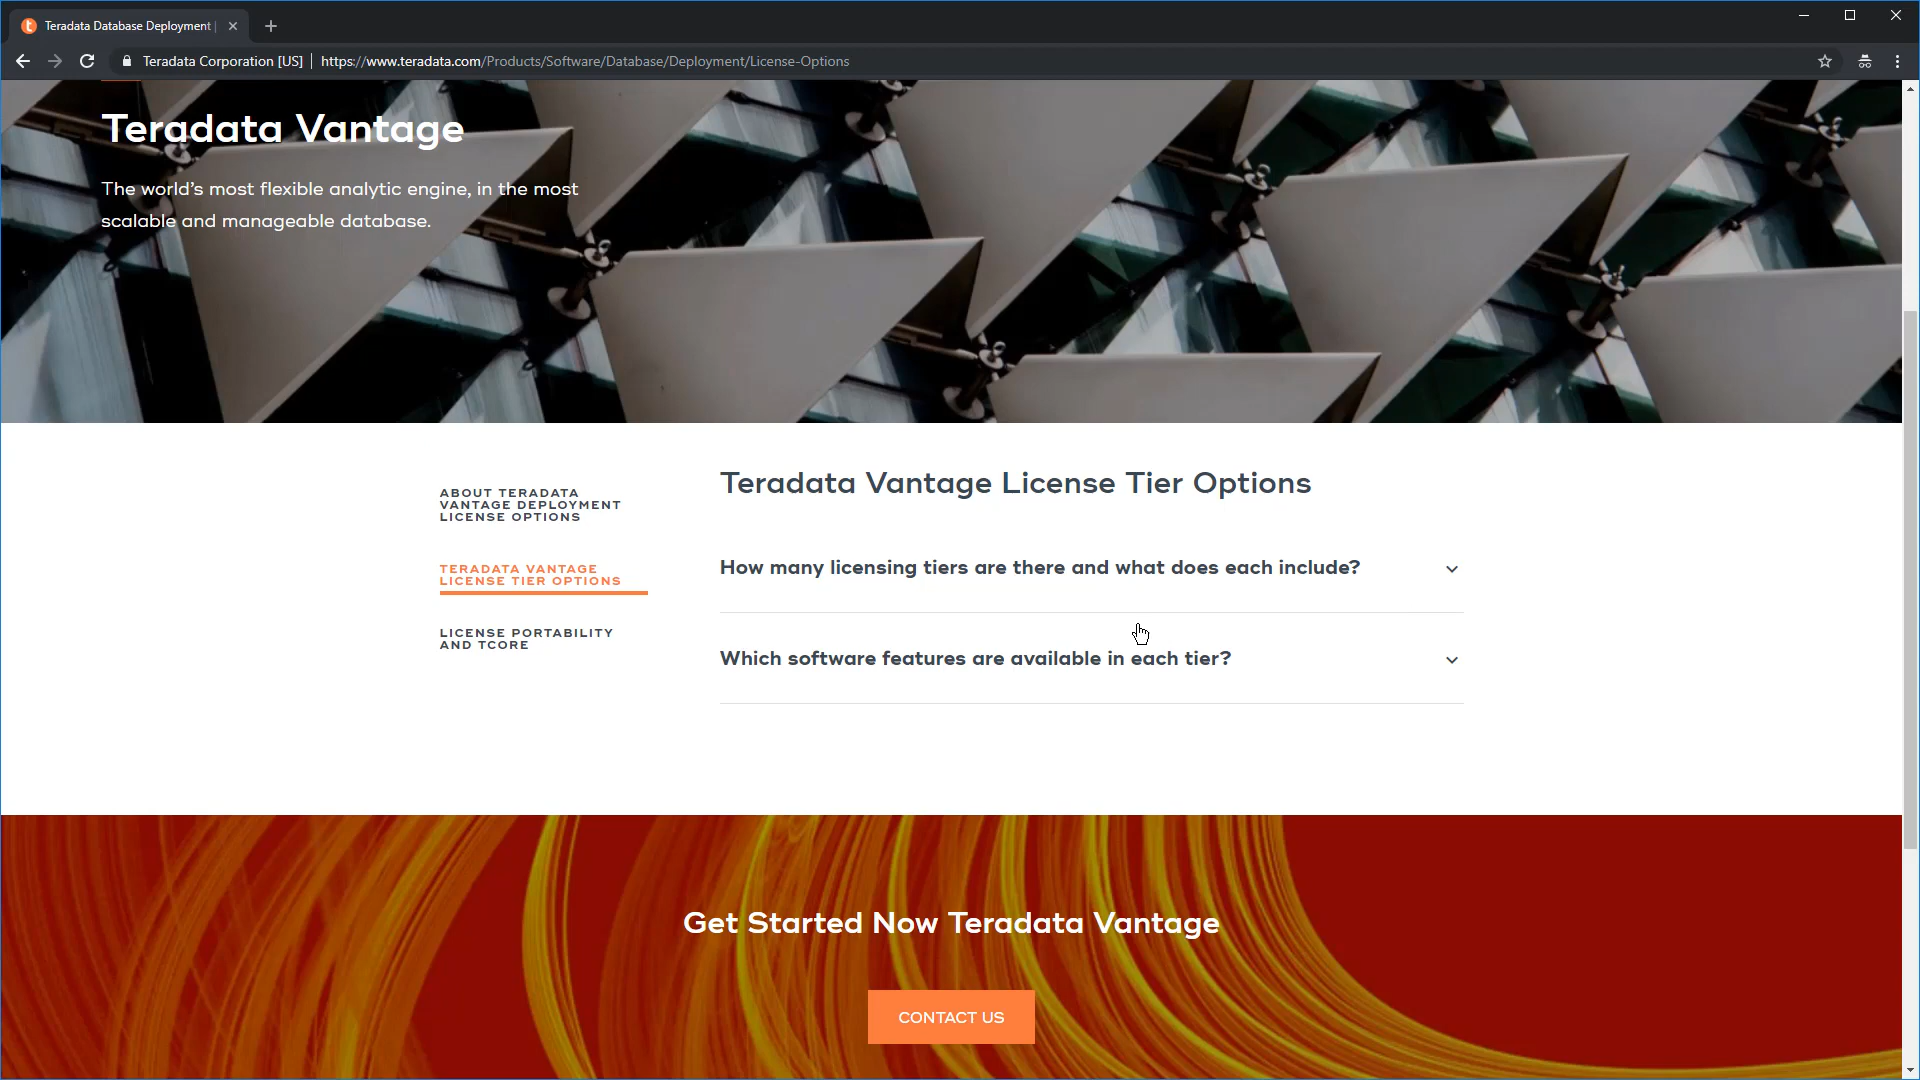 Teradata Database Deployment |
Teradata Corporation [US] | https://www.teradata.com/Products/Software/Database/Deployment/License-Options
Teradata Vantage
The world's most flexible analytic engine, in the most
scalable and manageable database.
ABOUT TERADATA
VANTAGE DEPLOYMENT
LICENSE OPTIONS
TERADATA VANTAGE
LICENSE TIER OPTIONS
LICENSE PORTABILITY
AND TCORE
Teradata Vantage License Tier Options
How many licensing tiers are there and what does each include?
Which software features are available in each tier?
Get Started Now Teradata Vantage
CONTACT US